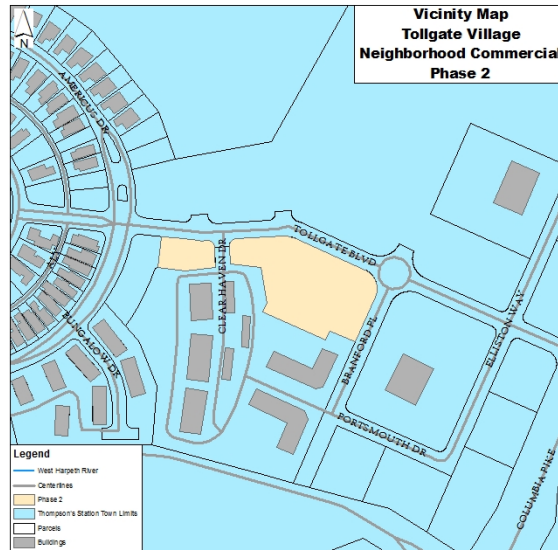 Vicinity Map
Tollgate Village
Neighborhood Commercial
Phase 2
N
AMERICUS DR
TOLLGATE BLVD
CLEAR HAVEN DR
ALY
BUNGALOW DR
BRANFORD PL
ELLISTON WAY
PORTSMOUTH DR
COLUMBIA PIKE
Legend
West Harpeth River
Centerlines
Phase 2
Thompson's Station Town Limits
Parcels
Buildings